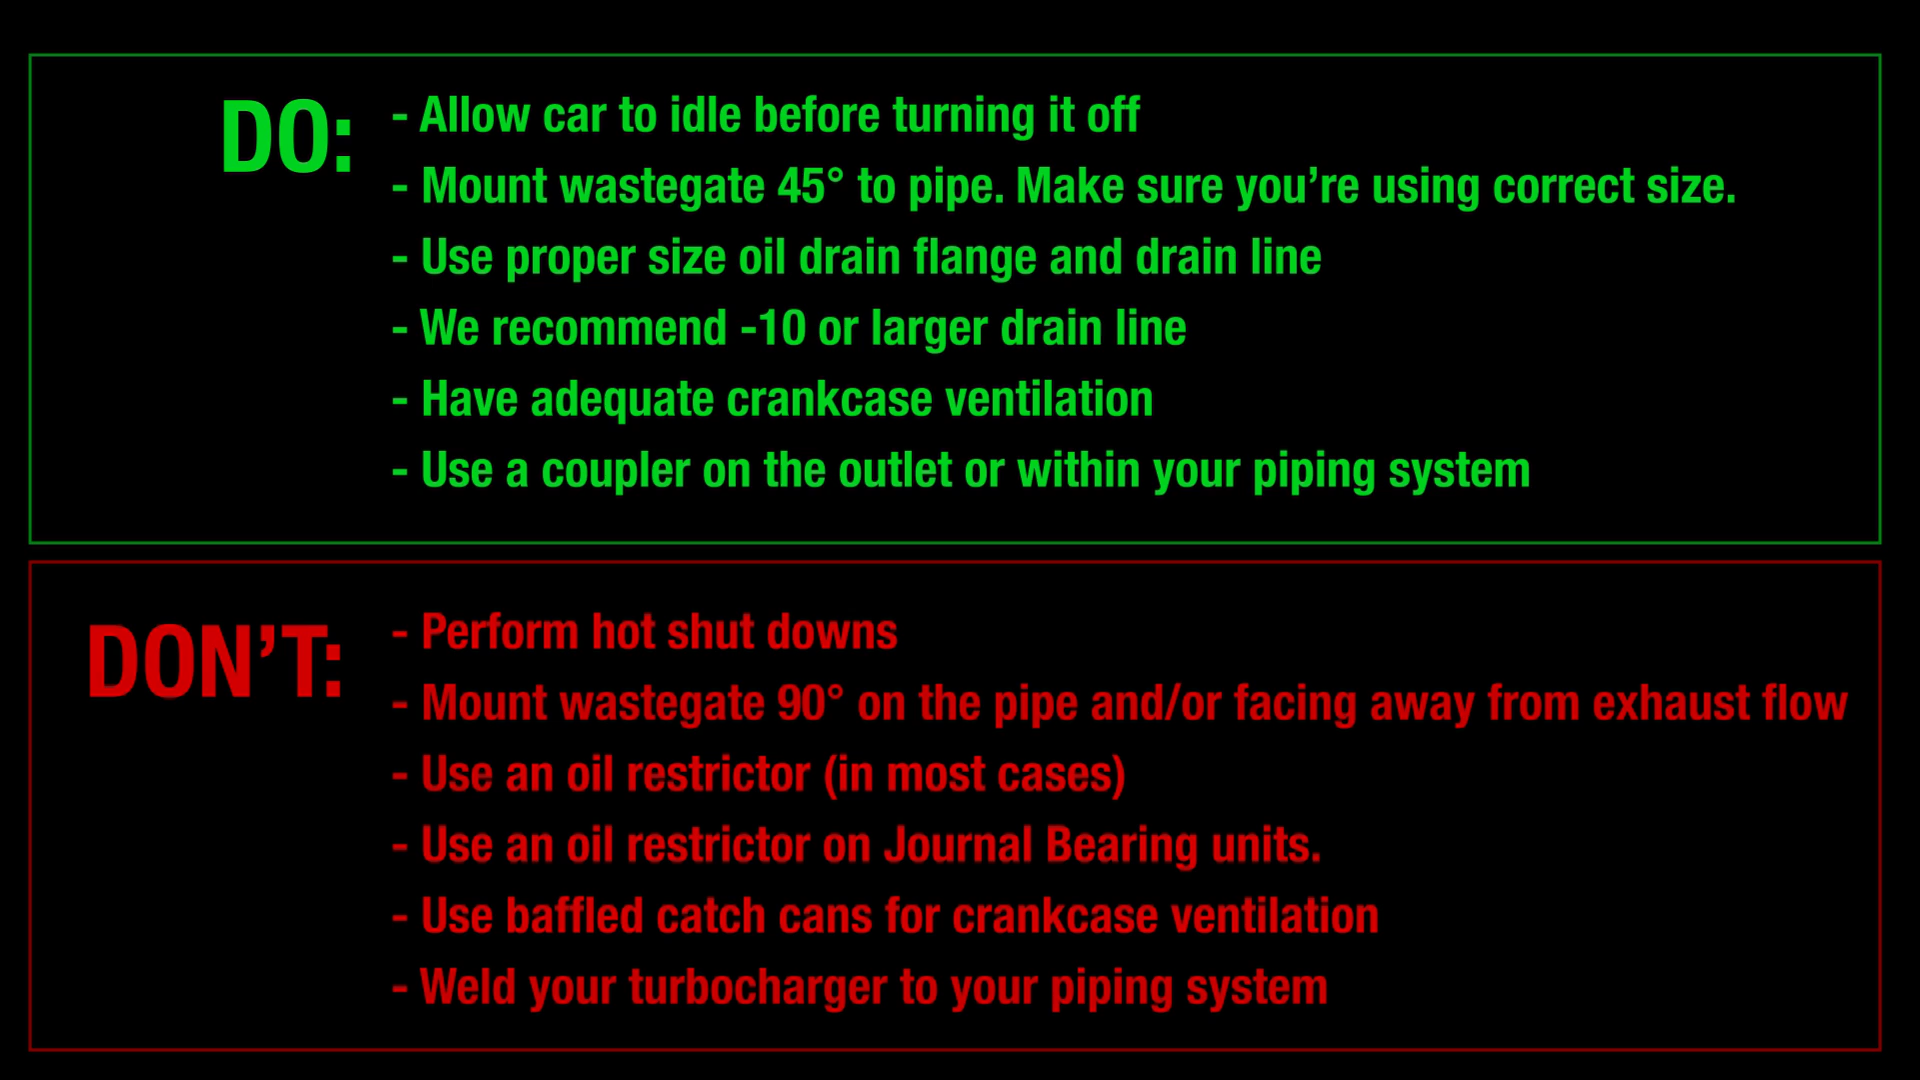 DO:
- Allow car to idle before turning it off
- Mount wastegate 45° to pipe. Make sure you’re using correct size.
- Use proper size oil drain flange and drain line
- We recommend -10 or larger drain line
- Have adequate crankcase ventilation
- Use a coupler on the outlet or within your piping system
DON’T:
- Perform hot shut downs
- Mount wastegate 90° on the pipe and/or facing away from exhaust flow
- Use an oil restrictor (in most cases)
- Use an oil restrictor on Journal Bearing units.
- Use baffled catch cans for crankcase ventilation
- Weld your turbocharger to your piping system